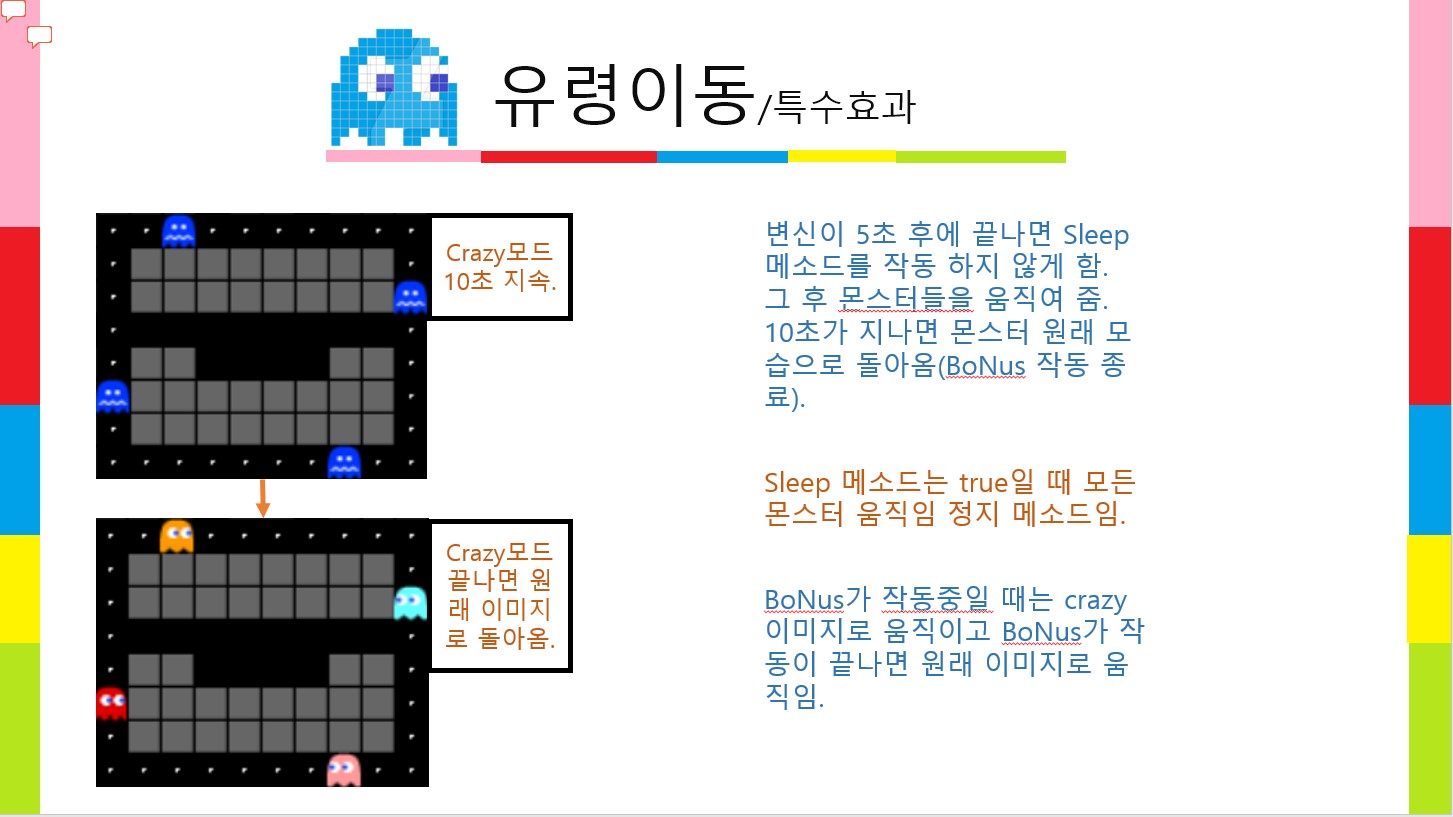 유령이동/특수효과
Crazy모드
10초 지속.
Crazy모드
끝나면 원
래 이미지
로 돌아옴.
변신이 5초 후에 끝나면 Sleep
메소드를 작동 하지 않게 함.
그 후 몬스터들을 움직여 줌.
10초가 지나면 몬스터 원래 모
습으로 돌아옴(BoNus 작동 종
료).
Sleep 메소드는 true일 때 모든
몬스터 움직임 정지 메소드임.
BoNus가 작동중일 때는 crazy
이미지로 움직이고 BoNus가 작
동이 끝나면 원래 이미지로 움
직임.